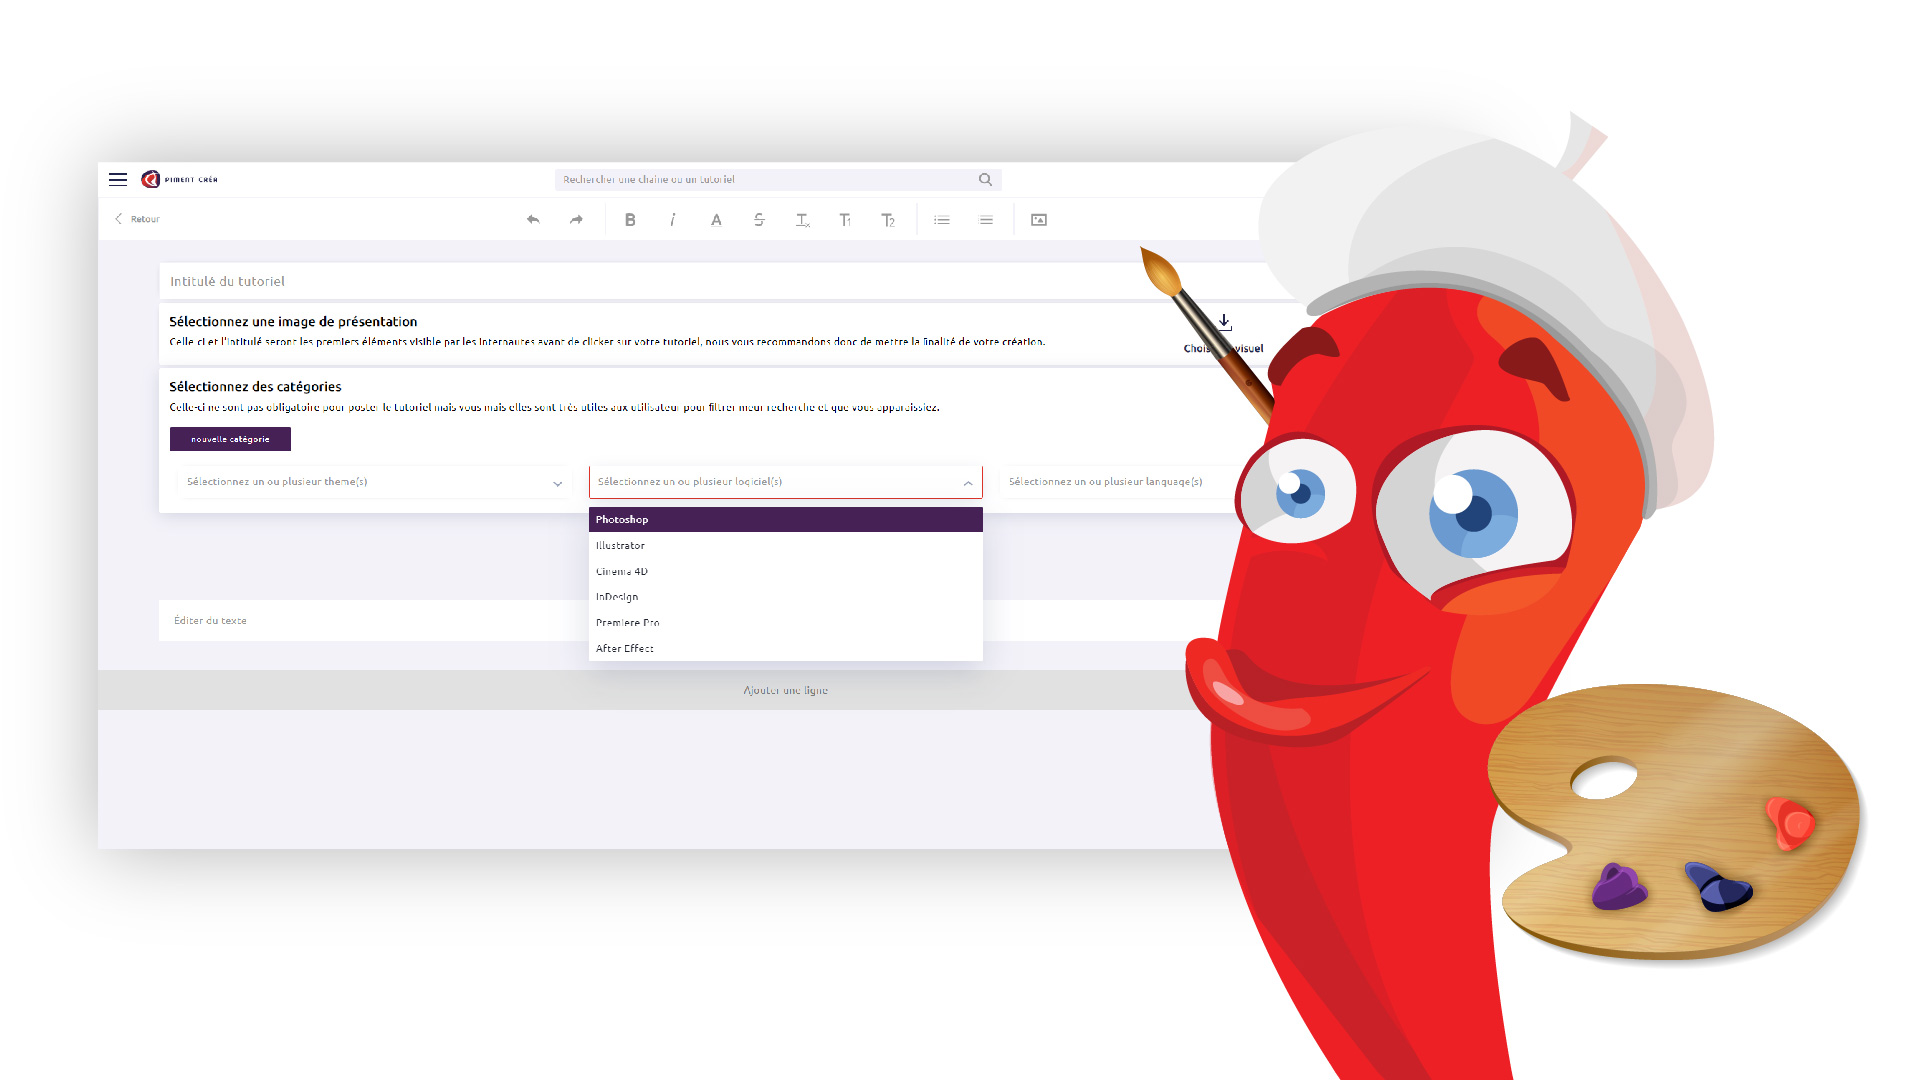 PIMENT CRÉA
Rechercher une chaîne ou un tutoriel
Retour
B i A S Tx T1 T2
Intitulé du tutoriel
Sélectionnez une image de présentation
Celle-ci et l'intitulé seront les premiers éléments visible par les internautes avant de clicker sur votre tutoriel, nous vous recommandons donc de mettre la finalité de votre création.
Chois visuel
Sélectionnez des catégories
Celle-ci ne sont pas obligatoire pour poster le tutoriel mais vous mais elles sont très utiles aux utilisateur pour filtrer meur recherche et que vous apparaissiez.
nouvelle catégorie
Sélectionnez un ou plusieur theme(s)
Sélectionnez un ou plusieur logiciel(s)
Sélectionnez un ou plusieur language(s)
Photoshop
Illustrator
Cinema 4D
InDesign
Premiere Pro
After Effect
Éditer du texte
Ajouter une ligne